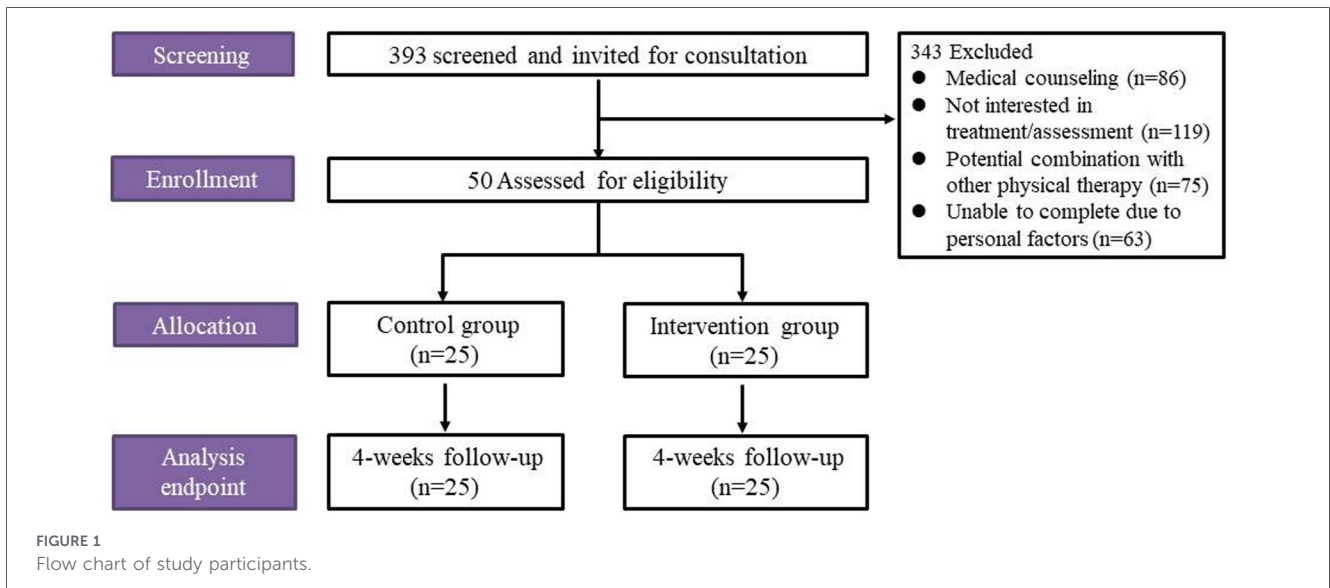 Screening
393 screened and invited for consultation
343 Excluded
● Medical counseling (n=86)
● Not interested in
treatment/assessment (n=119)
● Potential combination with
other physical therapy (n=75)
● Unable to complete due to
personal factors (n=63)
Enrollment
50 Assessed for eligibility
Allocation
Control group
(n=25)
Intervention group
(n=25)
Analysis
endpoint
4-weeks follow-up
(n=25)
4-weeks follow-up
(n=25)
FIGURE 1
Flow chart of study participants.